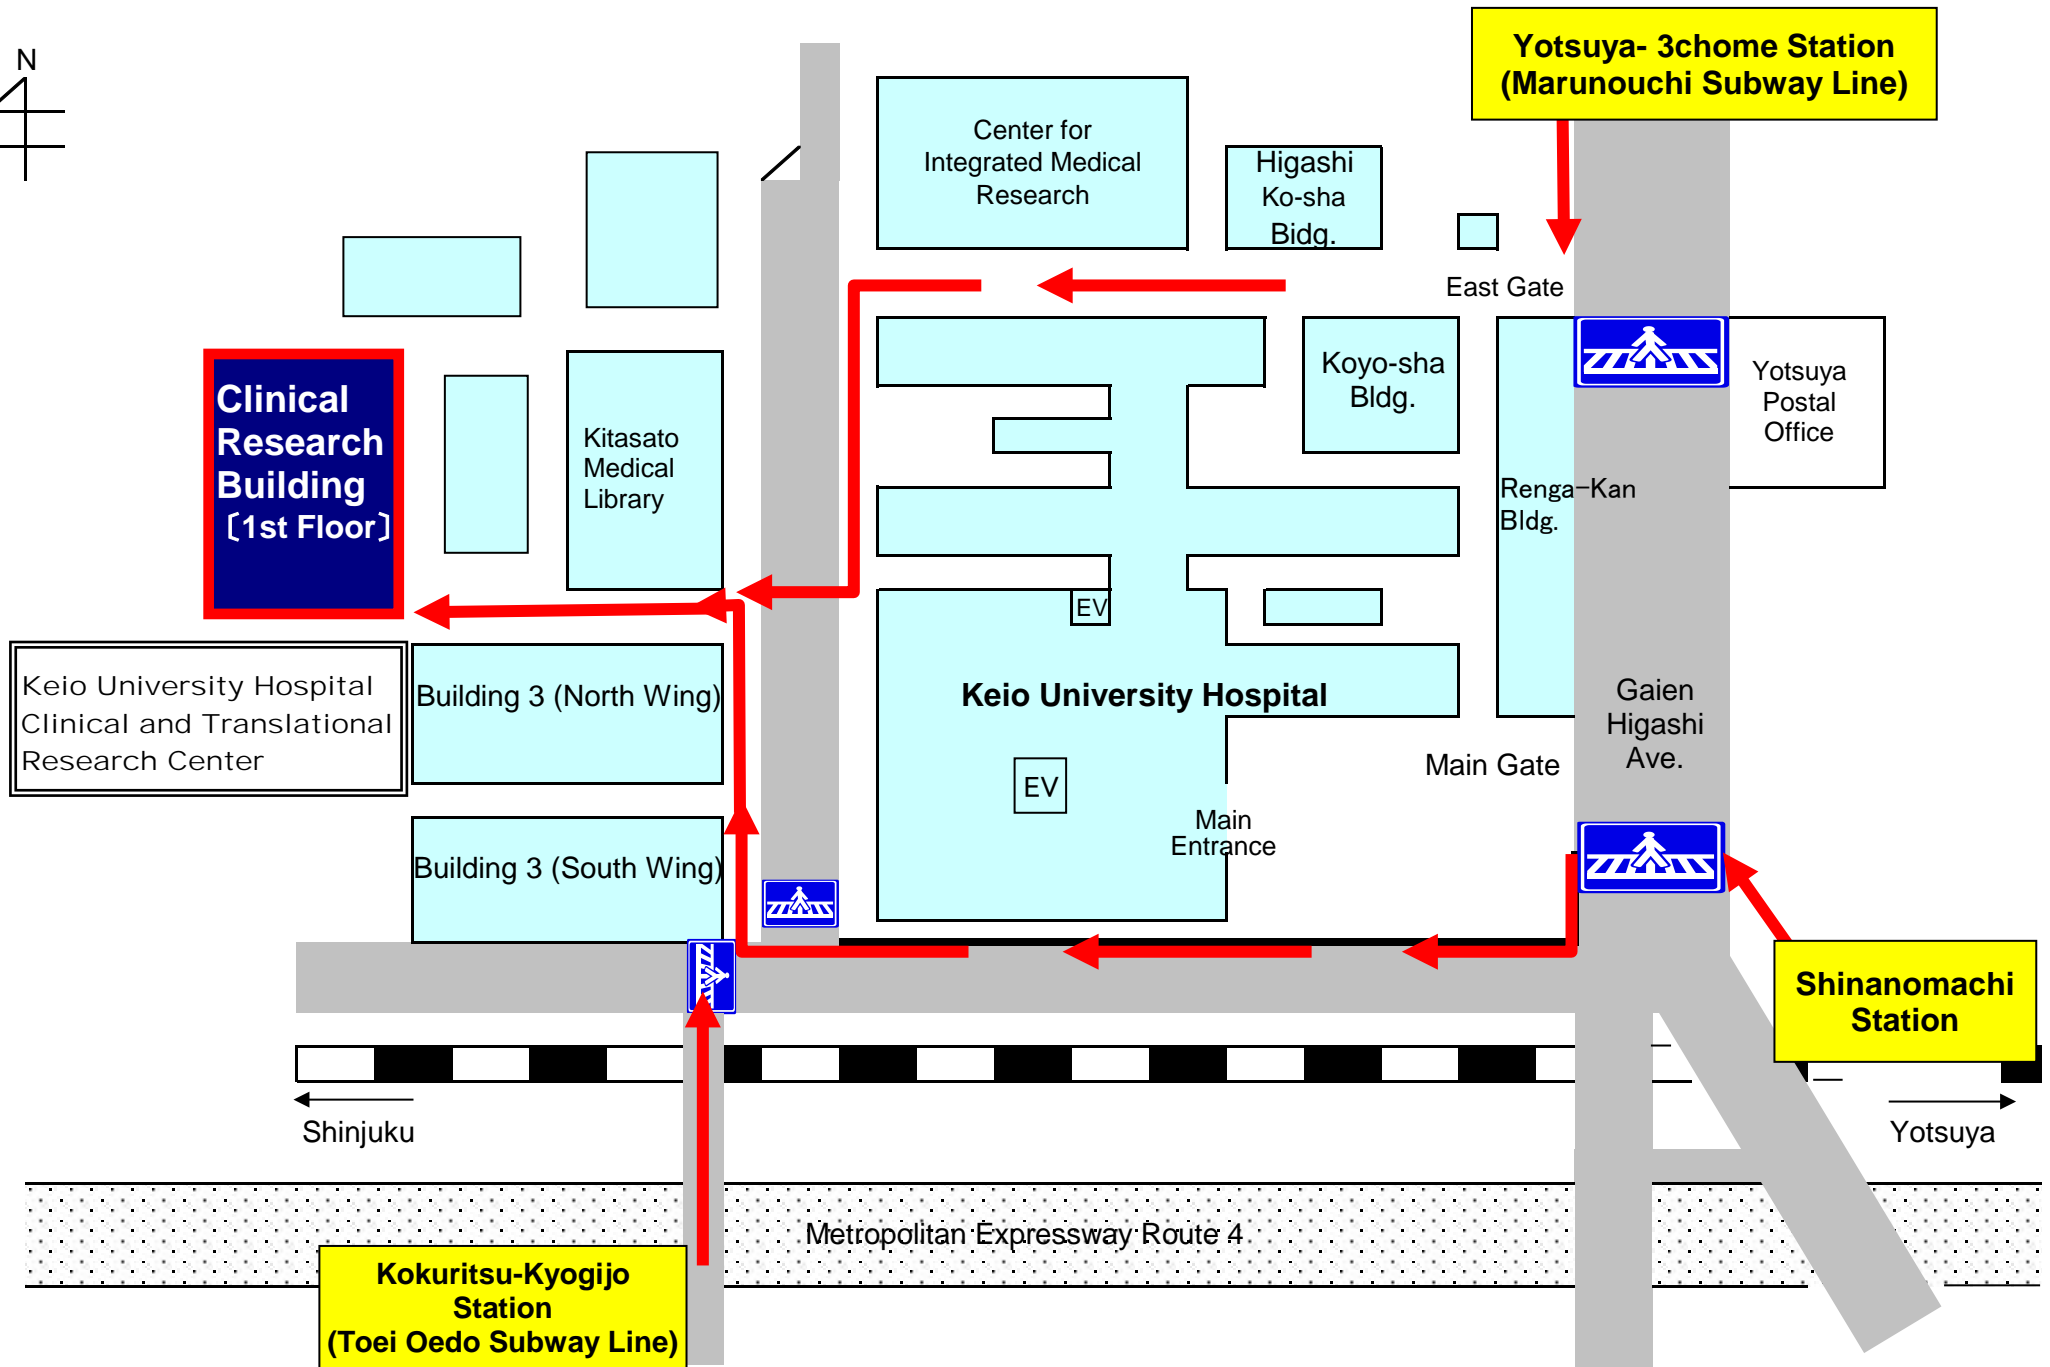 N
Yotsuya- 3chome Station
(Marunouchi Subway Line)
Center for
Integrated Medical
Research
Higashi
Ko-sha
Bidg.
East Gate
Clinical
Research
Building
〔1st Floor〕
Kitasato
Medical
Library
Koyo-sha
Bldg.
Yotsuya
Postal
Office
Renga-Kan
Bldg.
EV
Keio University Hospital
Clinical and Translational
Research Center
Building 3 (North Wing)
Keio University Hospital
Gaien
Higashi
Ave.
Main Gate
EV
Main
Entrance
Building 3 (South Wing)
Shinanomachi
Station
Shinjuku
Yotsuya
Metropolitan Expressway Route 4
Kokuritsu-Kyogijo
Station
(Toei Oedo Subway Line)